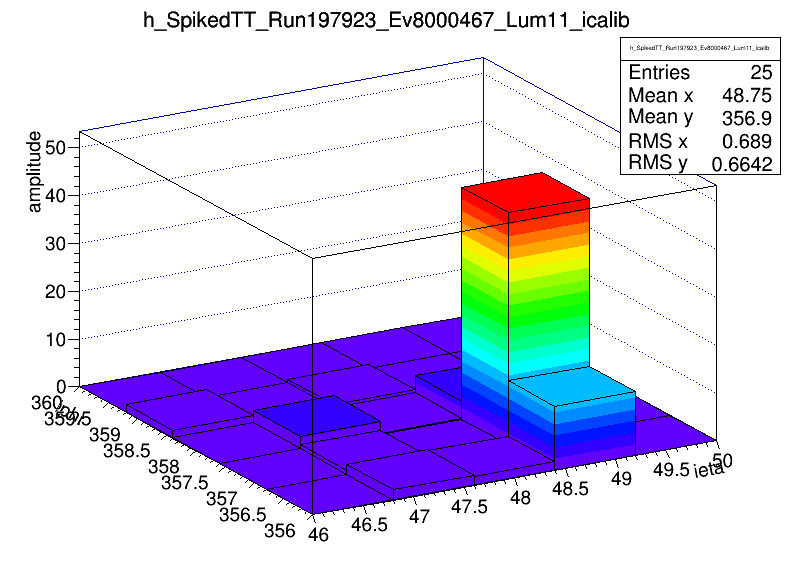 h_SpikedTT_Run197923_Ev8000467_Lum11_icalib
h_SpikedTT_Run197923_Ev8000467_Lum11_icalib
Entries 25
Mean x 48.75
Mean y 356.9
RMS x 0.689
RMS y 0.6642
amplitude
50
40
30
20
10
0
360
359.5
359
358.5
358
357.5
357
356.5
356
46
46.5
47
47.5
48
48.5
49
49.5
50
ieta